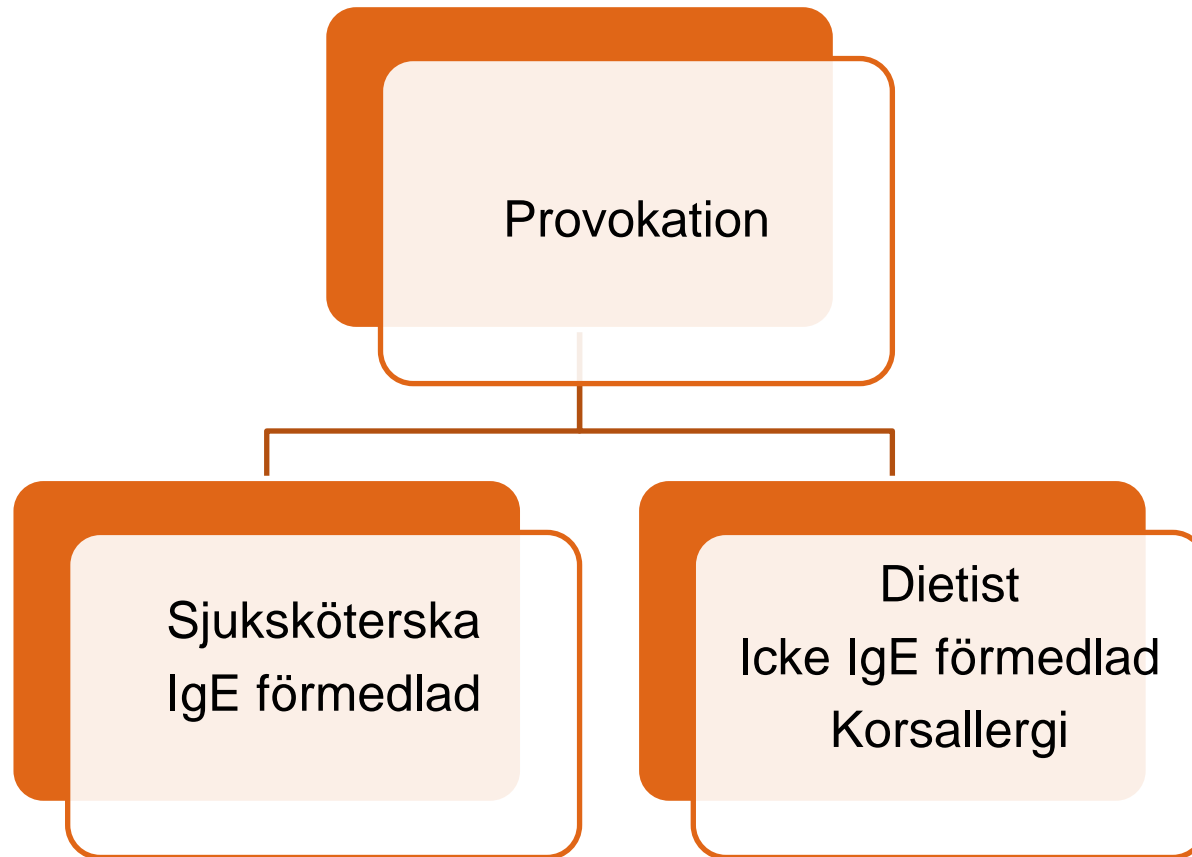 Provokation
Sjuksköterska
IgE förmedlad
Dietist
Icke IgE förmedlad
Korsallergi